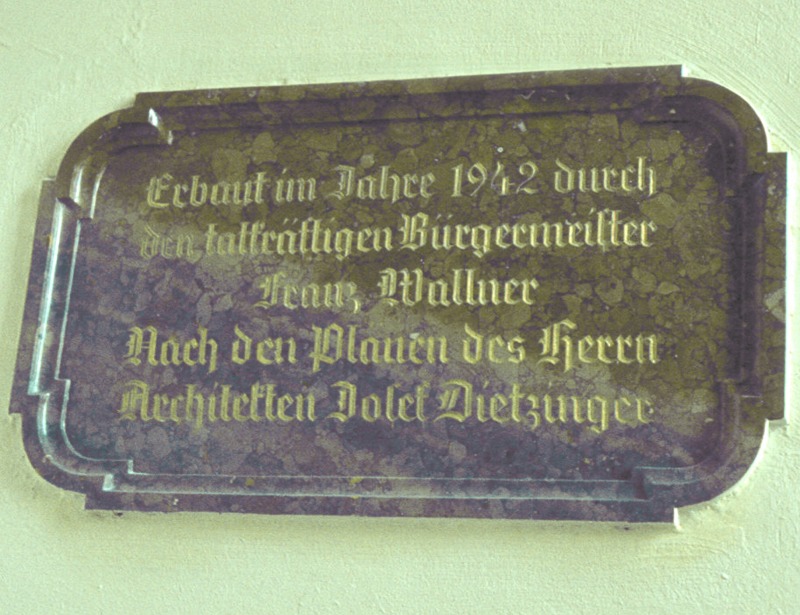 Erbaut im Jahre 1942 durch
den tatkräftigen Bürgermeister
Franz Wallner
Nach den Plänen des Herrn
Architekten Josef Dietzinger